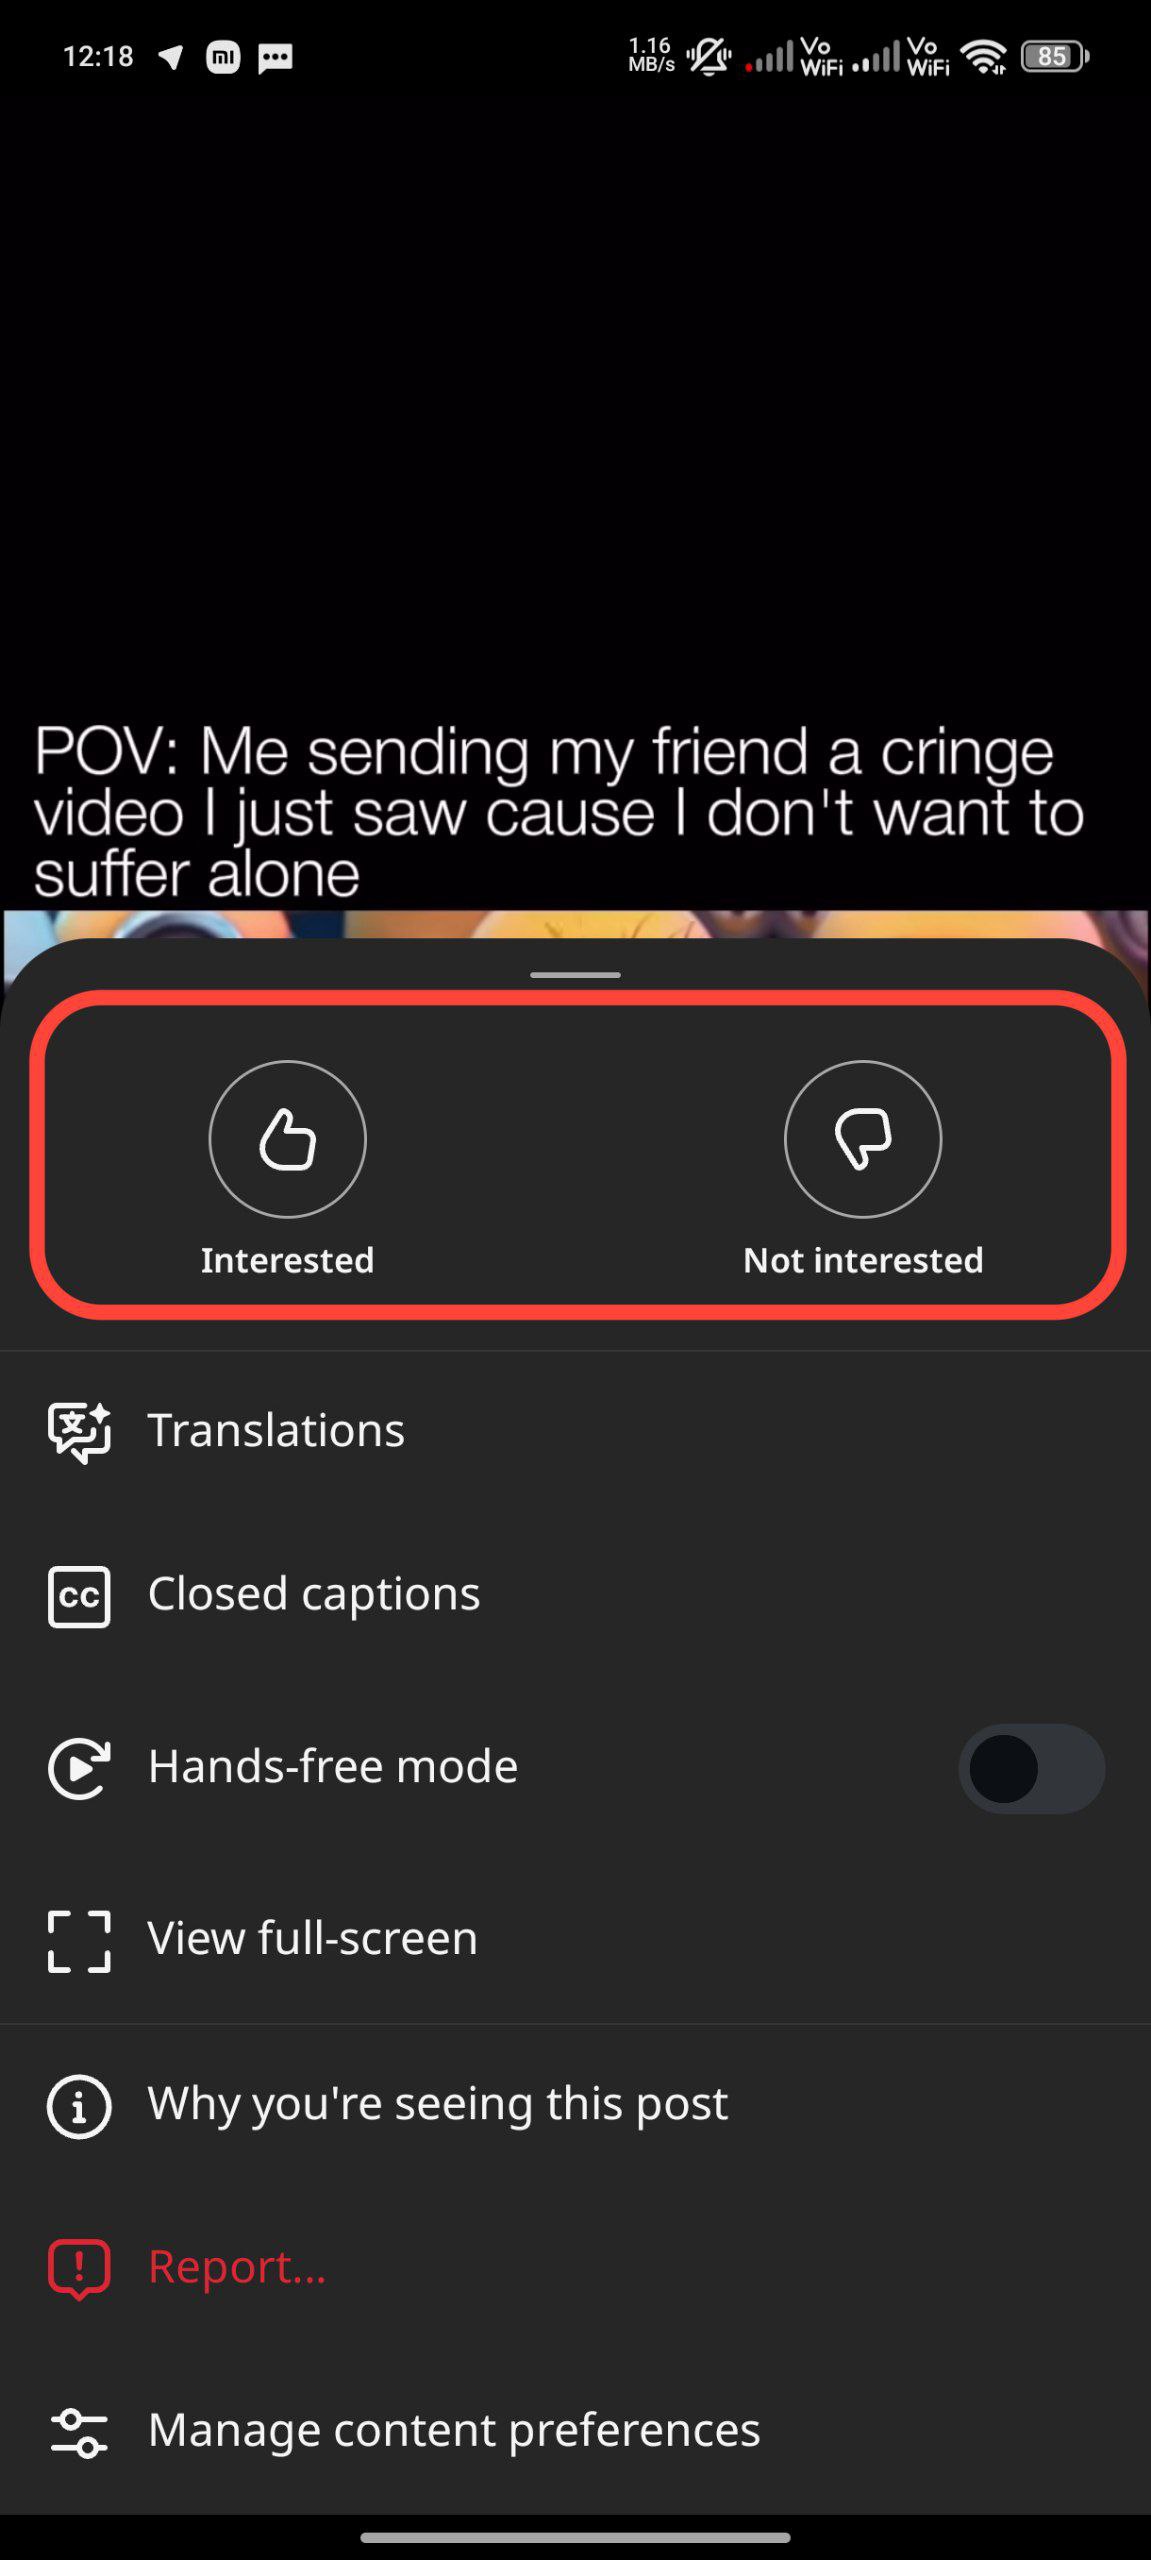 12:18
1.16
MB/s
Vo
WiFi
Vo
WiFi
85
POV: Me sending my friend a cringe
video I just saw cause I don't want to
suffer alone
Interested
Not interested
Translations
CC
Closed captions
Hands-free mode
View full-screen
Why you're seeing this post
Report...
Manage content preferences